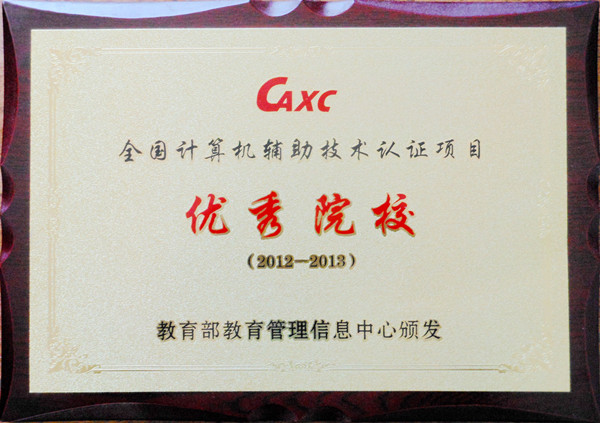 CAXC
全国计算机辅助技术认证项目
优秀院校
（2012—2013）
教育部教育管理信息中心颁发